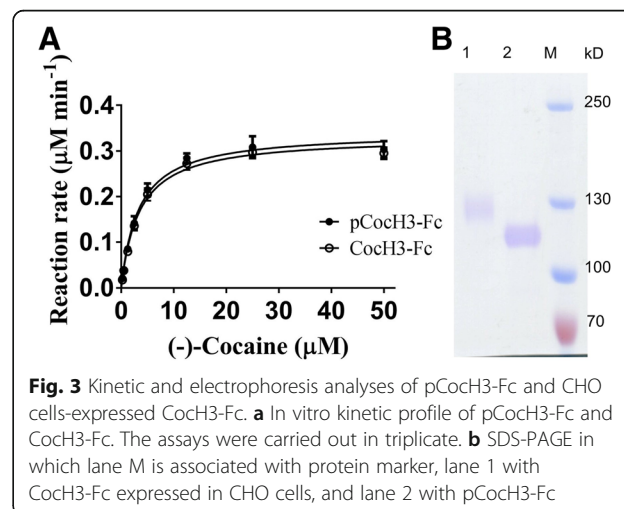 A
B
1 2 M kD
250
130
100
70
Reaction rate (μM min⁻¹)
0.4
0.3
0.2
0.1
0.0
0 10 20 30 40 50
(-)-Cocaine (μM)
pCocH3-Fc
CocH3-Fc
Fig. 3 Kinetic and electrophoresis analyses of pCocH3-Fc and CHO
cells-expressed CocH3-Fc. a In vitro kinetic profile of pCocH3-Fc and
CocH3-Fc. The assays were carried out in triplicate. b SDS-PAGE in
which lane M is associated with protein marker, lane 1 with
CocH3-Fc expressed in CHO cells, and lane 2 with pCocH3-Fc